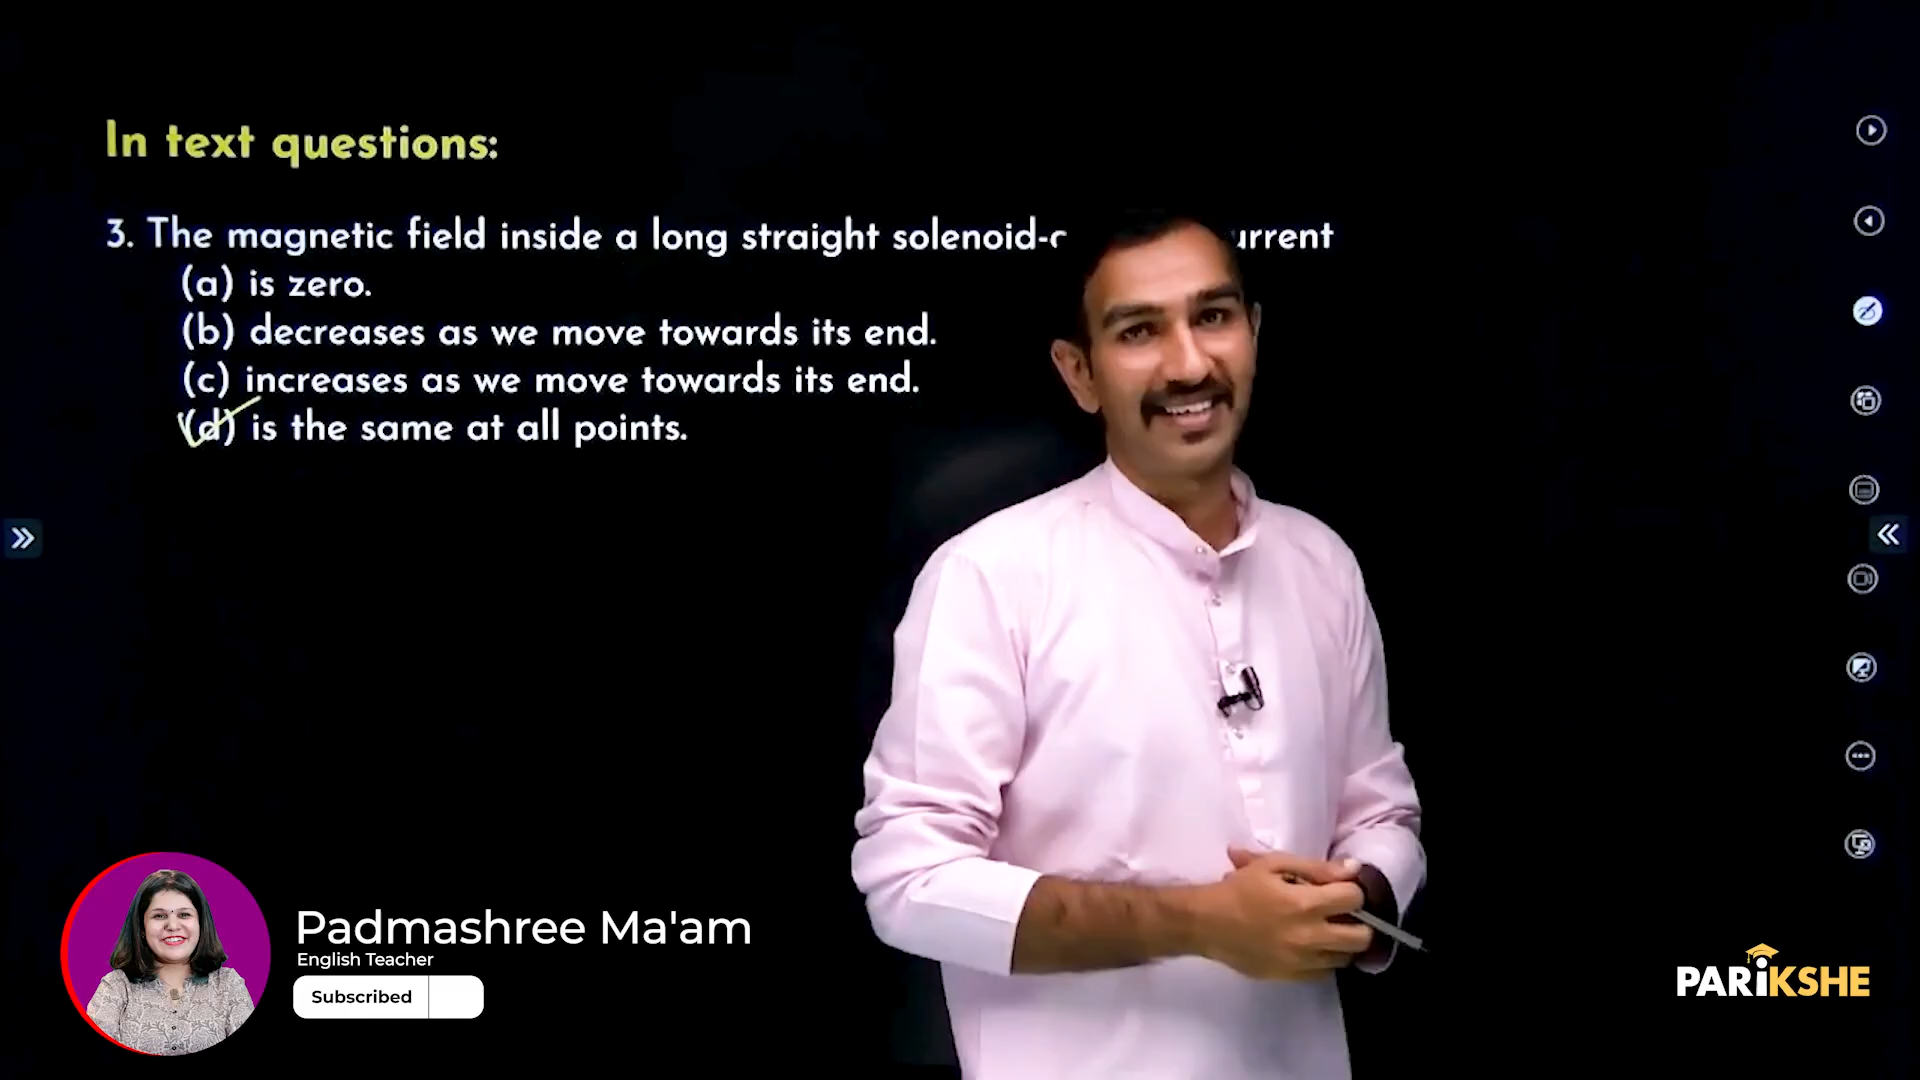 In text questions:
3. The magnetic field inside a long straight solenoid- urrent
(a) is zero.
(b) decreases as we move towards its end.
(c) increases as we move towards its end.
(d) is the same at all points.
Padmashree Ma'am
English Teacher
Subscribed
PARIKSHE